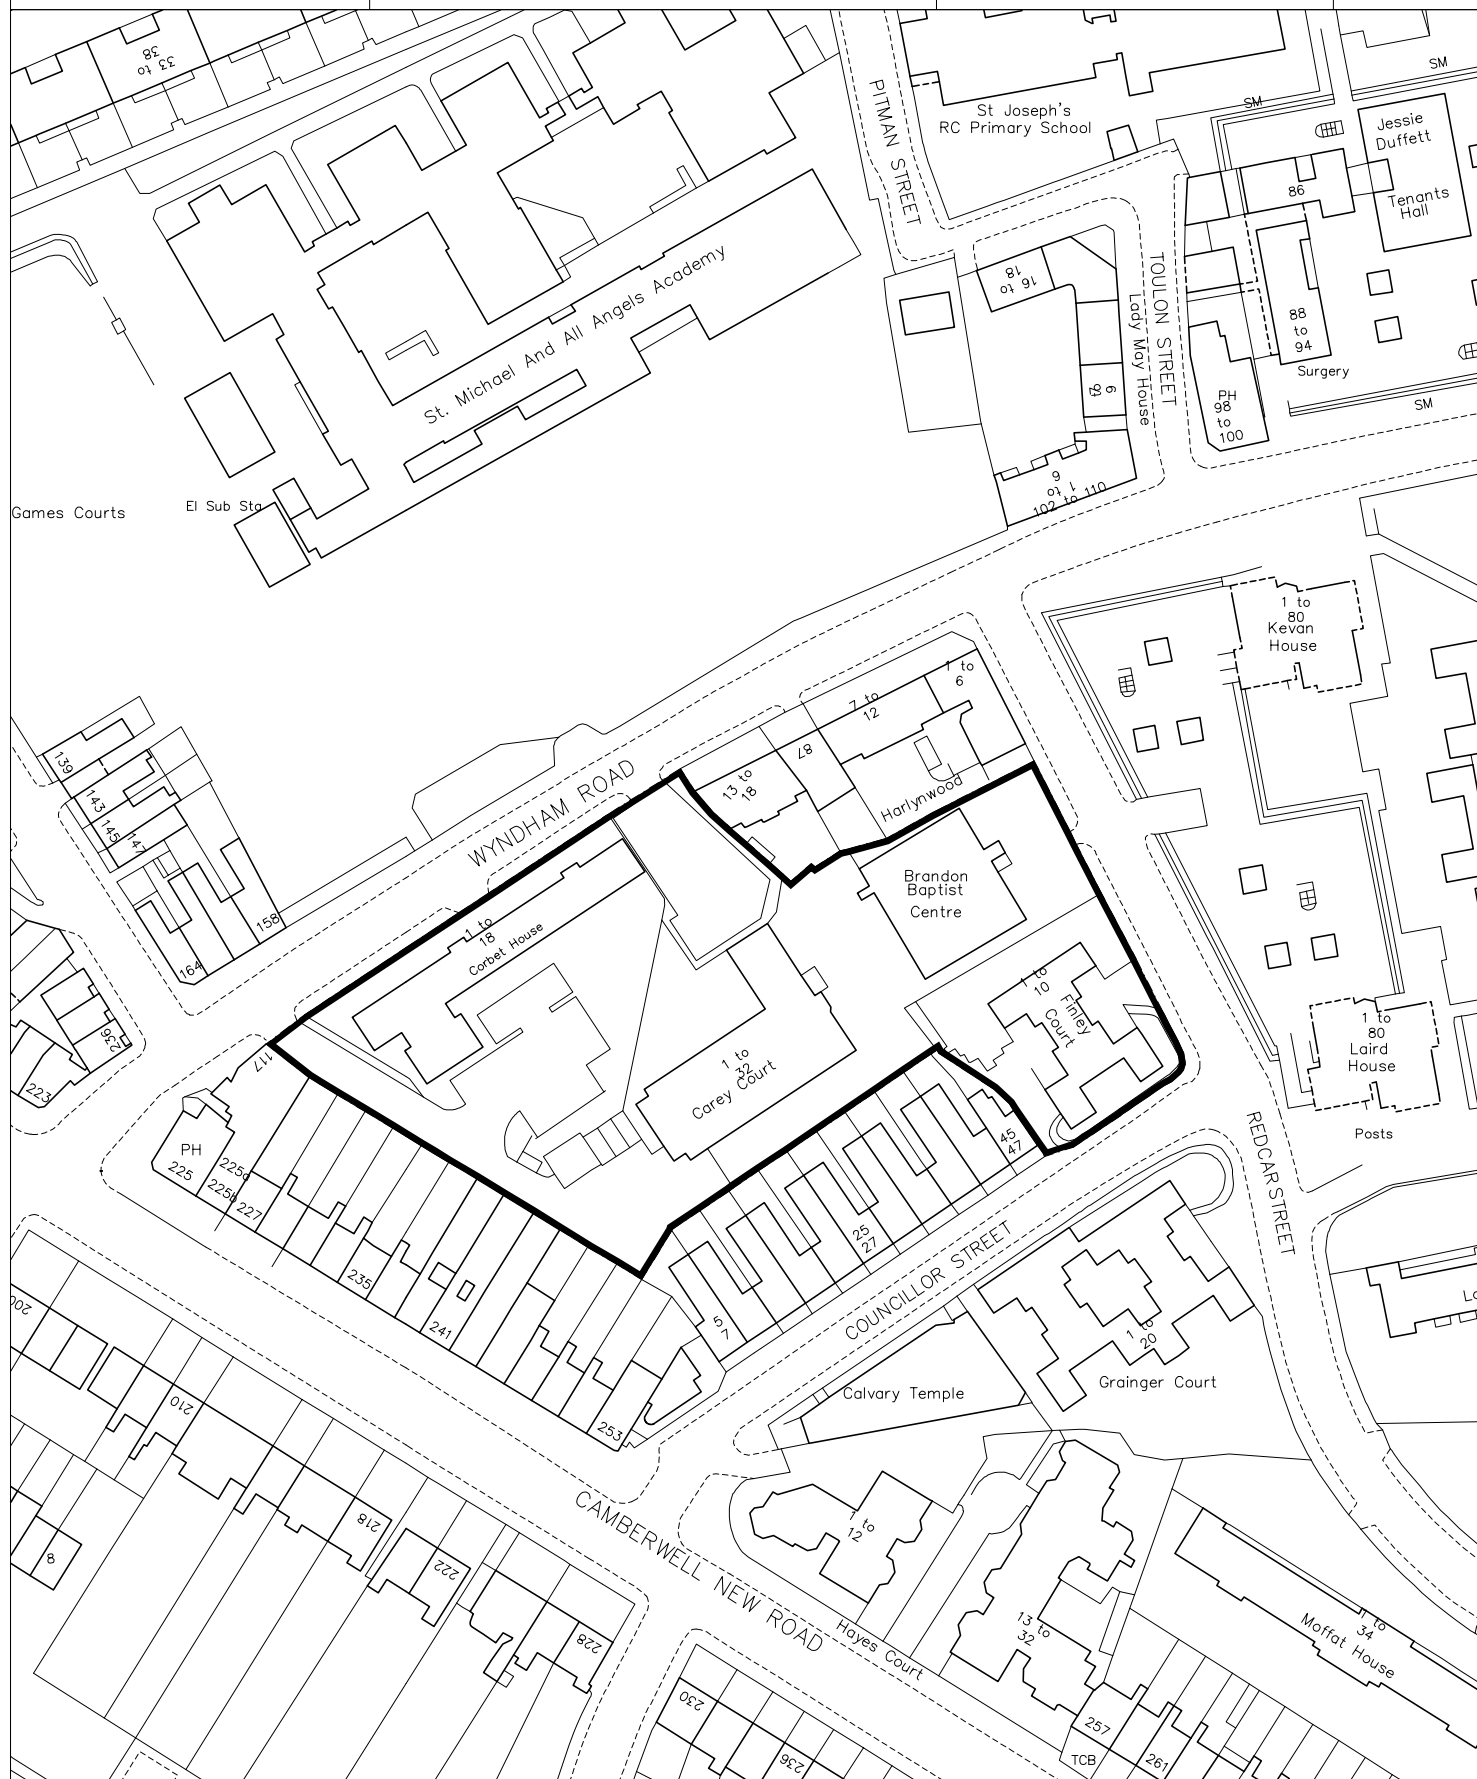 33
to
38
PITMAN STREET
St Joseph's
RC Primary School
SM
SM
Jessie
Duffett
Tenants
Hall
86
St. Michael And All Angels Academy
16
to
18
TOULON STREET
Lady May House
88
to
94
Surgery
SM
PH
98
to
100
1
to
6
102 to 110
Games Courts
El Sub Sta
1 to
80
Kevan
House
1 to
6
7 to
12
87
13 to
18
Harlynwood
WYNDHAM ROAD
139
143
145
147
158
164
Brandon
Baptist
Centre
1 to
18
Corbet House
1 to
10
Finley
Court
1 to
32
Carey Court
1 to
80
Laird
House
Posts
236
223
117
PH
225
225a
225b
227
235
241
253
45
47
25
27
5
7
COUNCILLOR STREET
REDCAR STREET
200
210
218
222
228
8
Calvary Temple
Grainger Court
1
20
CAMBERWELL NEW ROAD
1 to
12
Hayes Court
13 to
32
1 to
34
Moffat House
230
236
257
261
TCB